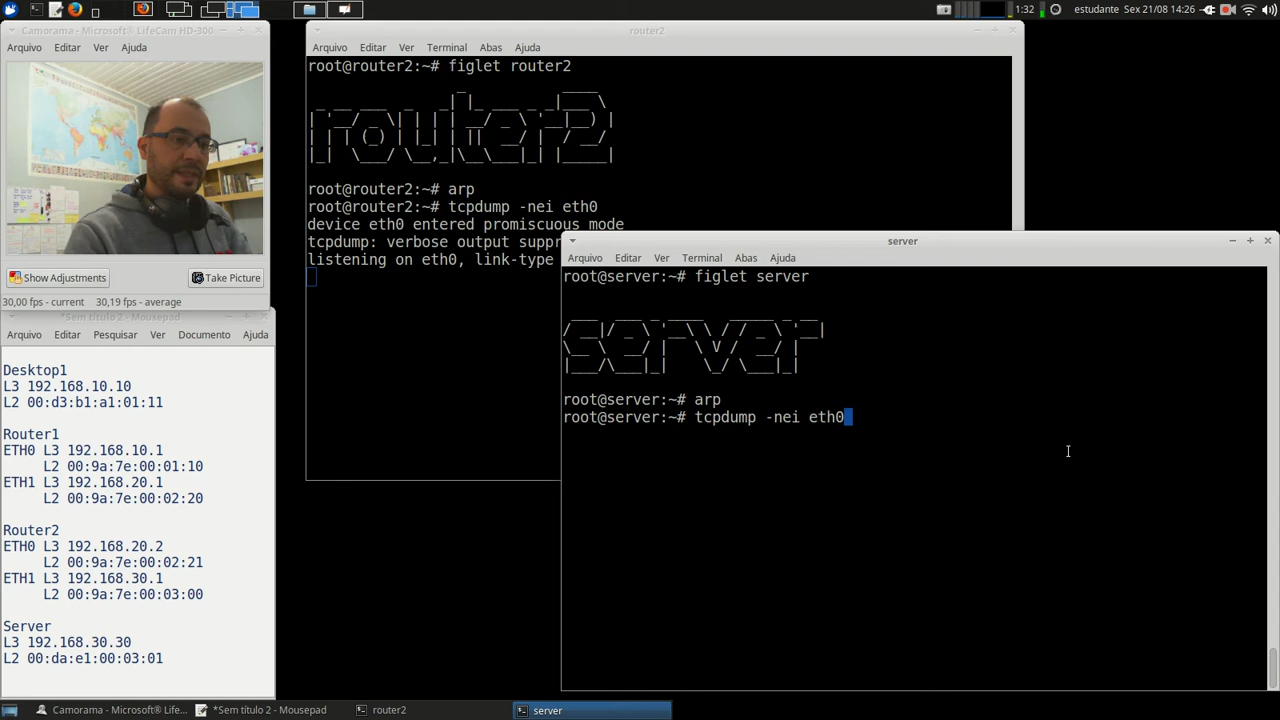 1:32 estudante Sex 21/08 14:26
Camorama - Microsoft® LifeCam HD-300
Arquivo Editar Ver Ajuda
Show Adjustments Take Picture
30,00 fps - current 30,19 fps - average
*Sem título 2 - Mousepad
Arquivo Editar Pesquisar Ver Documento Ajuda
Desktop1
L3 192.168.10.10
L2 00:d3:b1:a1:01:11
Router1
ETH0 L3 192.168.10.1
L2 00:9a:7e:00:01:10
ETH1 L3 192.168.20.1
L2 00:9a:7e:00:02:20
Router2
ETH0 L3 192.168.20.2
L2 00:9a:7e:00:02:21
ETH1 L3 192.168.30.1
L2 00:9a:7e:00:03:00
Server
L3 192.168.30.30
L2 00:da:e1:00:03:01
router2
Arquivo Editar Ver Terminal Abas Ajuda
root@router2:~# figlet router2
router2
root@router2:~# arp
root@router2:~# tcpdump -nei eth0
device eth0 entered promiscuous mode
tcpdump: verbose output supp
listening on eth0, link-type
server
Arquivo Editar Ver Terminal Abas Ajuda
root@server:~# figlet server
server
root@server:~# arp
root@server:~# tcpdump -nei eth0
Camorama - Microsoft® LifeC... *Sem título 2 - Mousepad router2 server